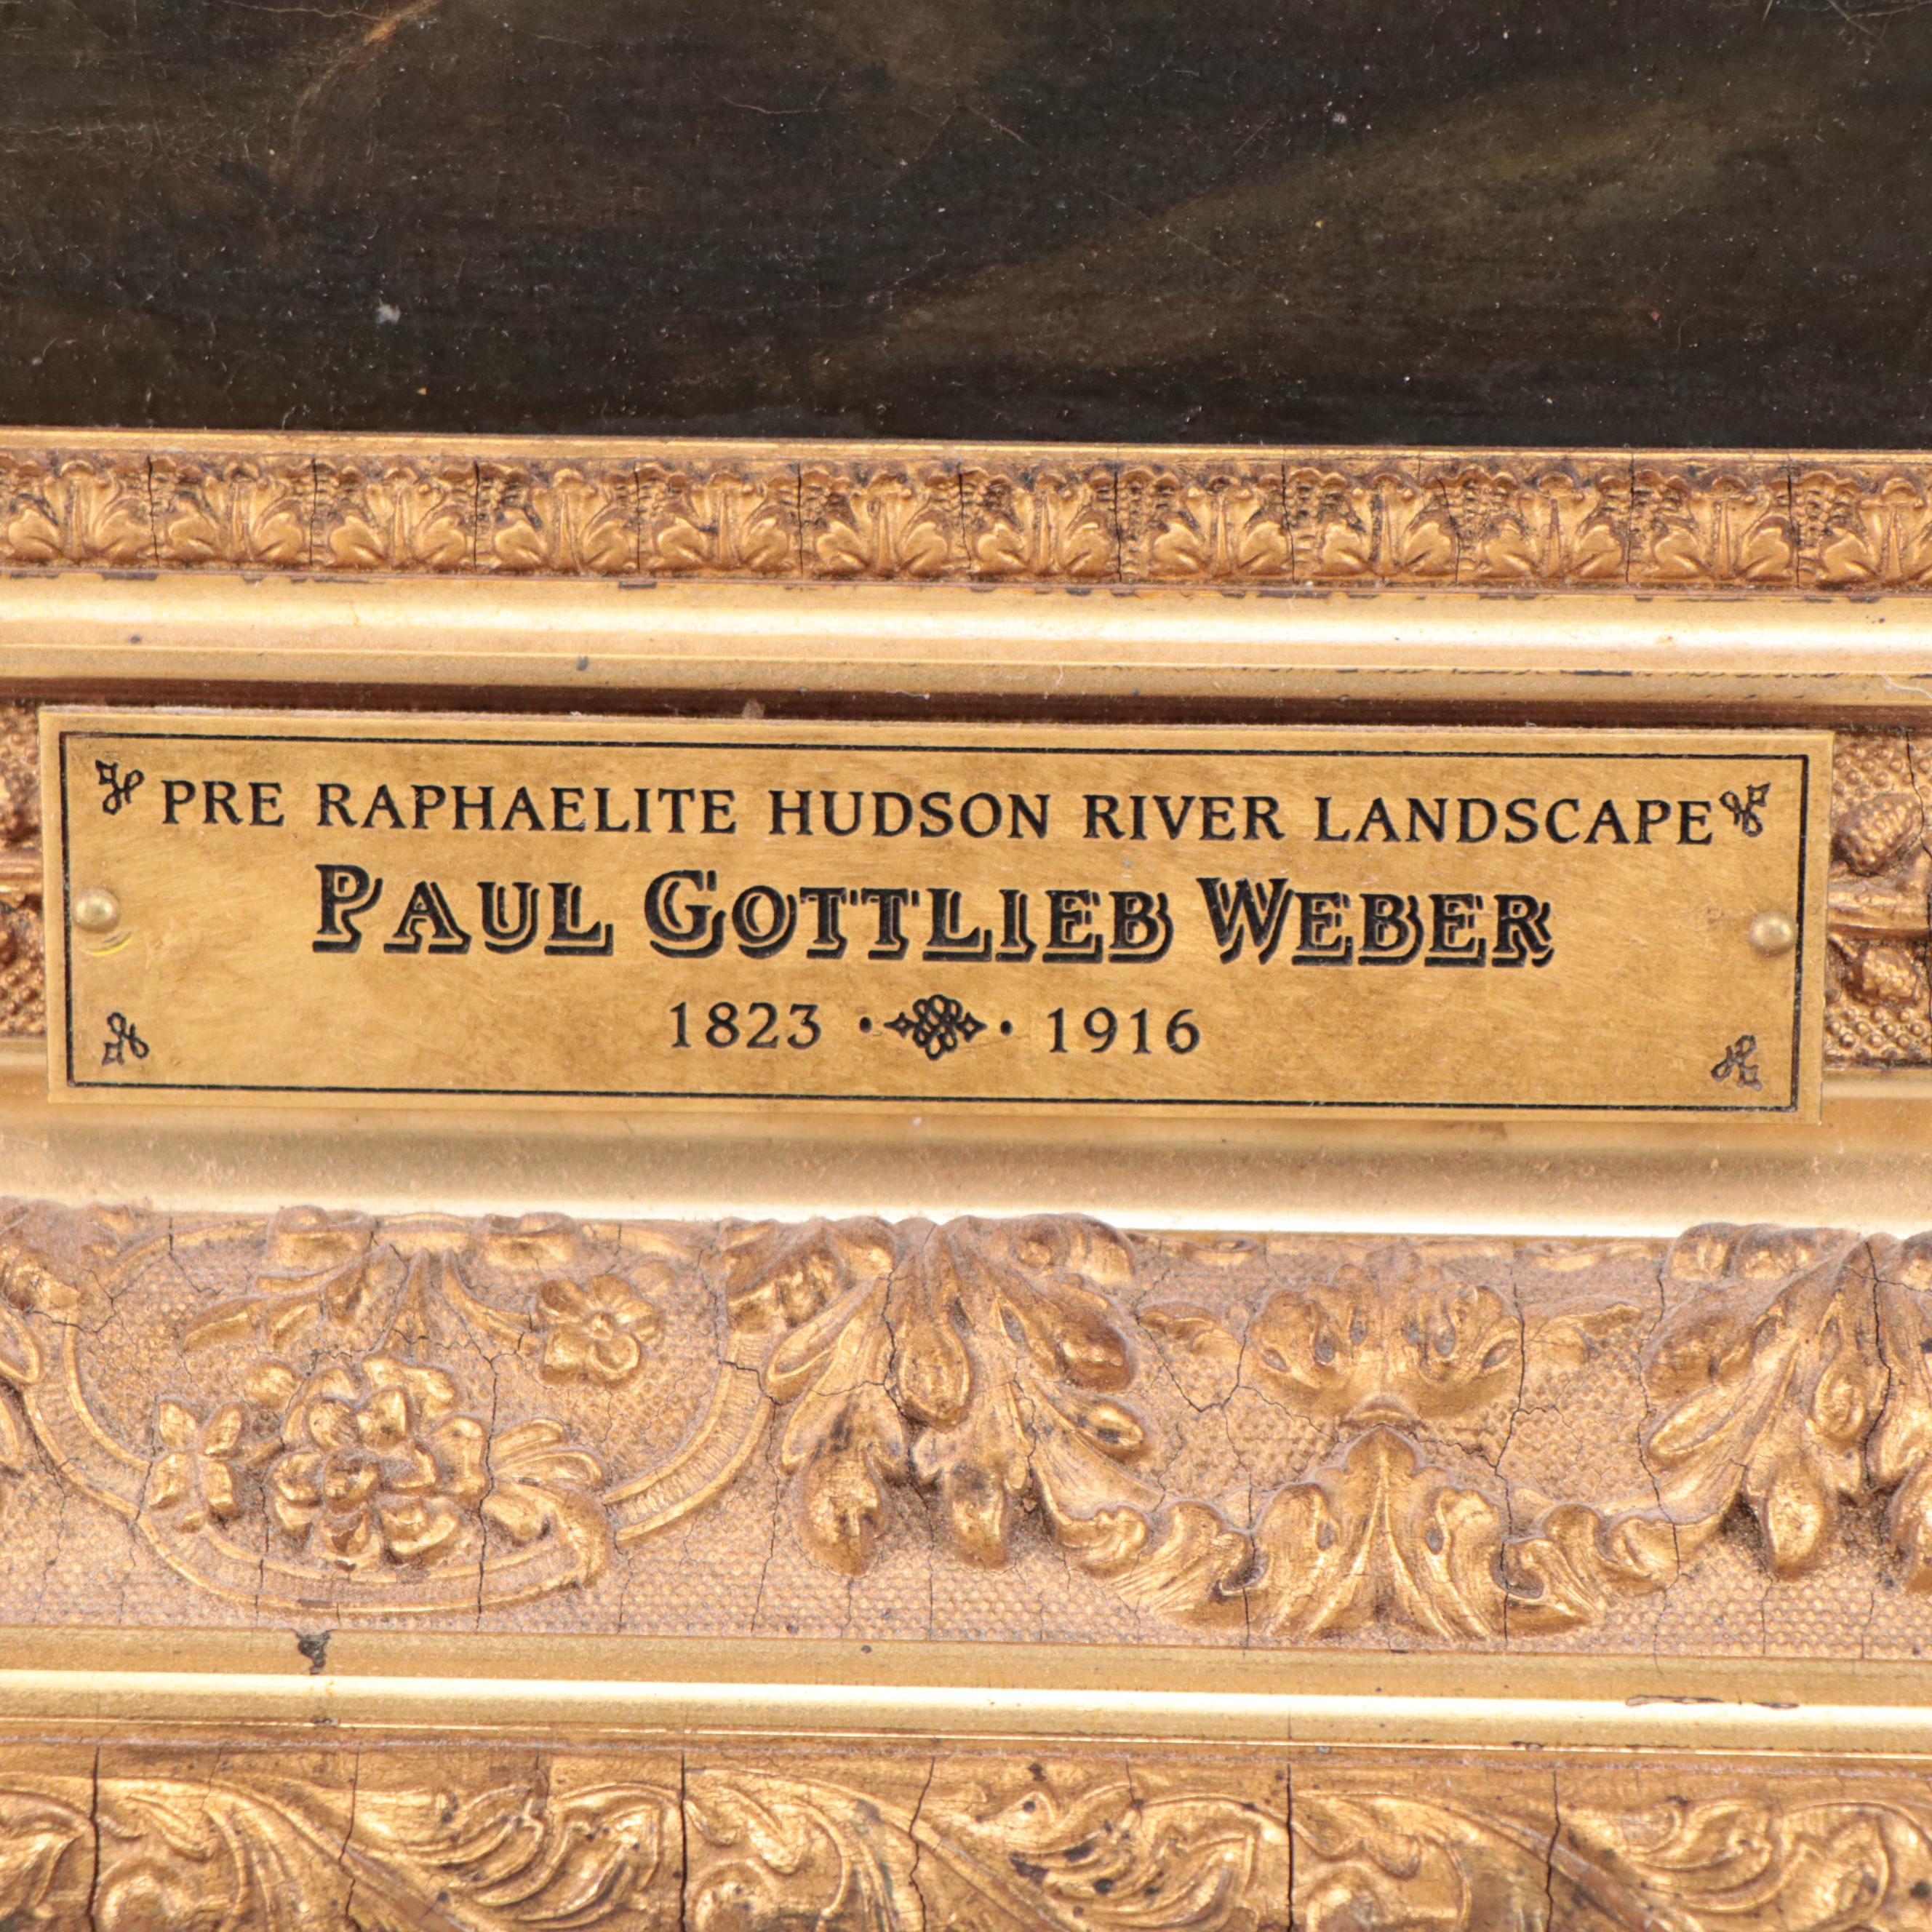 PRE RAPHAELITE HUDSON RIVER LANDSCAPE
PAUL GOTTLIEB WEBER
1823 · · 1916